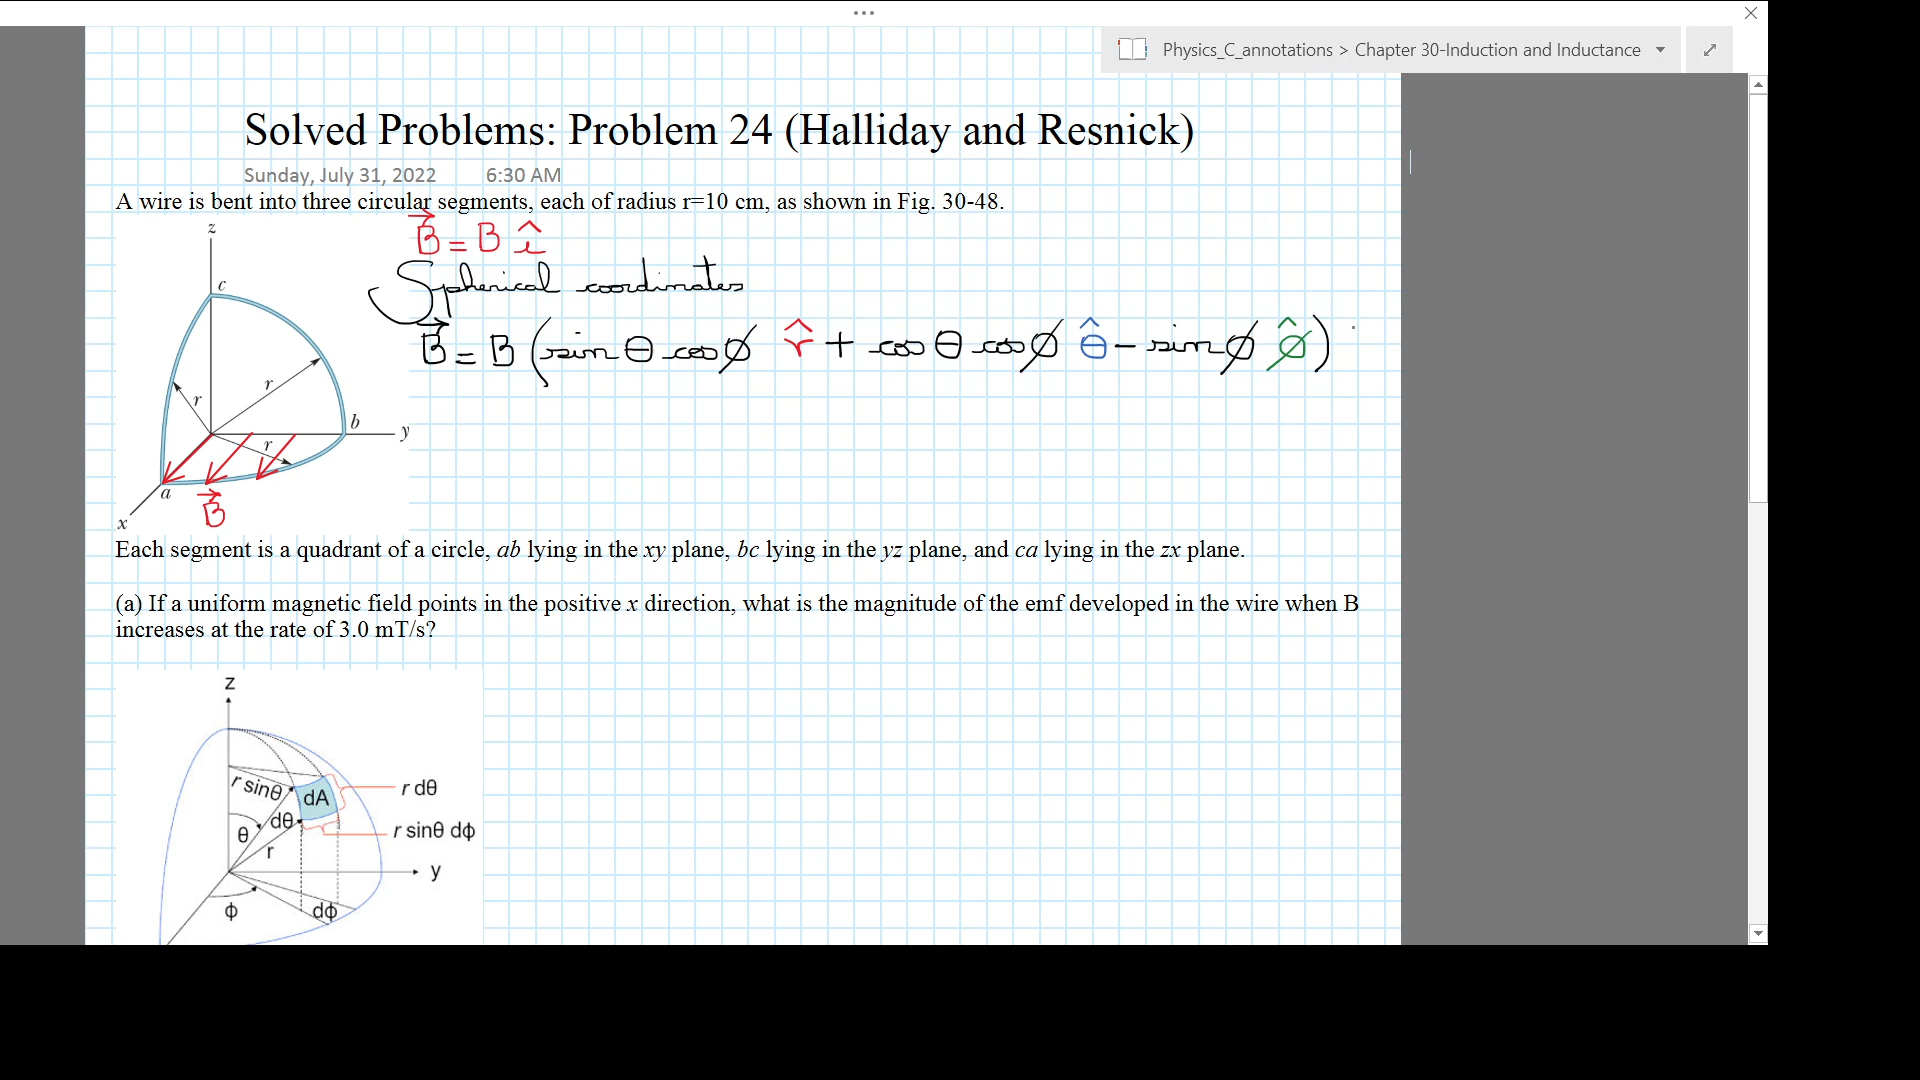 Physics_C_annotations > Chapter 30-Induction and Inductance
Solved Problems: Problem 24 (Halliday and Resnick)
Sunday, July 31, 2022 6:30 AM
A wire is bent into three circular segments, each of radius r=10 cm, as shown in Fig. 30-48.
z
c
r
r
r
b
y
a
x
B⃗
B⃗ = B î
Spherical coordinates
B⃗ = B (sin θ cos ϕ r̂ + cos θ cos ϕ θ̂ − sin ϕ ϕ̂)
Each segment is a quadrant of a circle, ab lying in the xy plane, bc lying in the yz plane, and ca lying in the zx plane.
(a) If a uniform magnetic field points in the positive x direction, what is the magnitude of the emf developed in the wire when B
increases at the rate of 3.0 mT/s?
z
r sinθ
dA
r dθ
dθ
θ
r sinθ dϕ
r
y
ϕ
dϕ